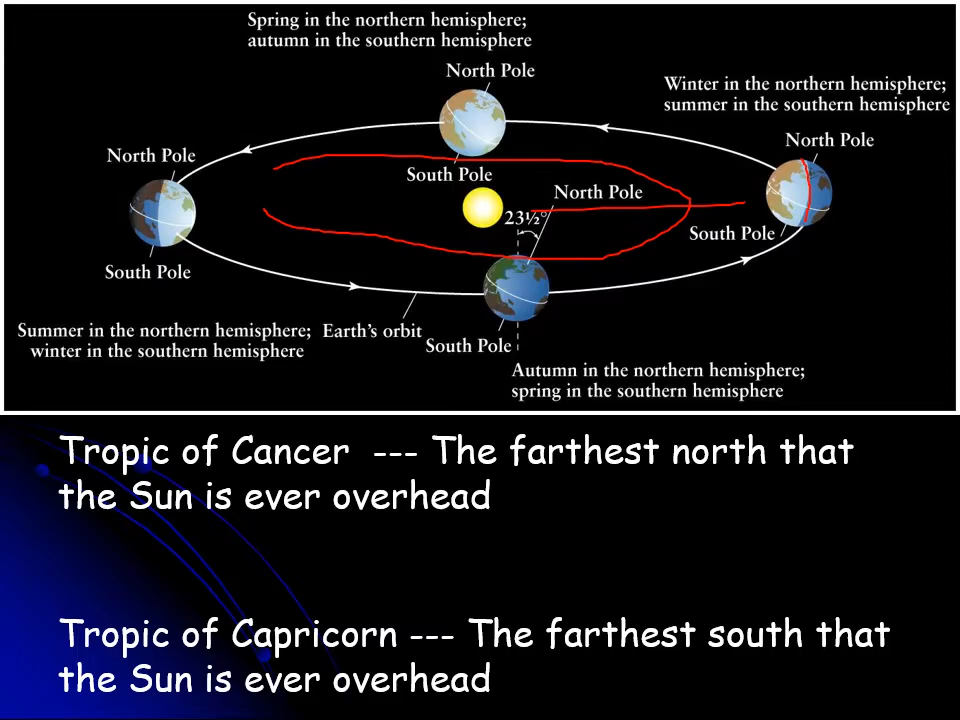 Spring in the northern hemisphere;
autumn in the southern hemisphere
North Pole
Winter in the northern hemisphere;
summer in the southern hemisphere
North Pole
North Pole
South Pole
North Pole
23½°
South Pole
South Pole
Summer in the northern hemisphere;
winter in the southern hemisphere
Earth's orbit
South Pole
Autumn in the northern hemisphere;
spring in the southern hemisphere
Tropic of Cancer --- The farthest north that
the Sun is ever overhead
Tropic of Capricorn --- The farthest south that
the Sun is ever overhead